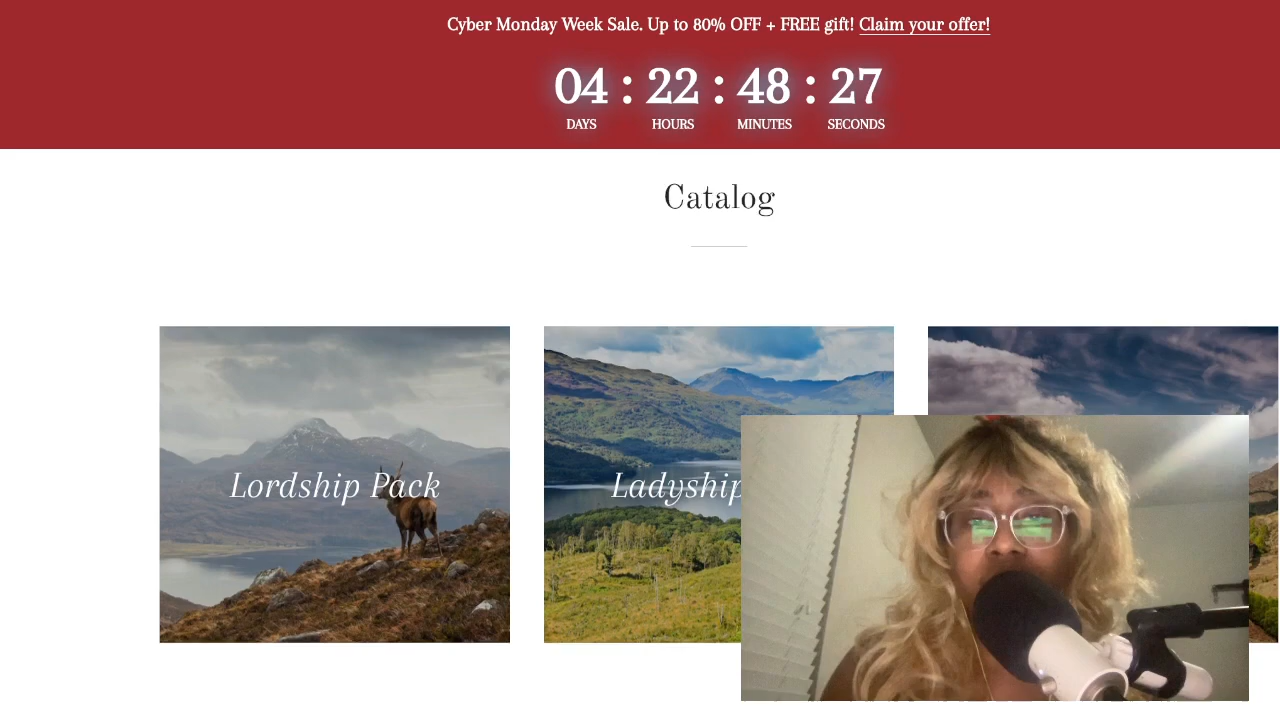 Cyber Monday Week Sale. Up to 80% OFF + FREE gift! Claim your offer!
04 : 22 : 48 : 27
DAYS HOURS MINUTES SECONDS
Catalog
Lordship Pack
Ladyship